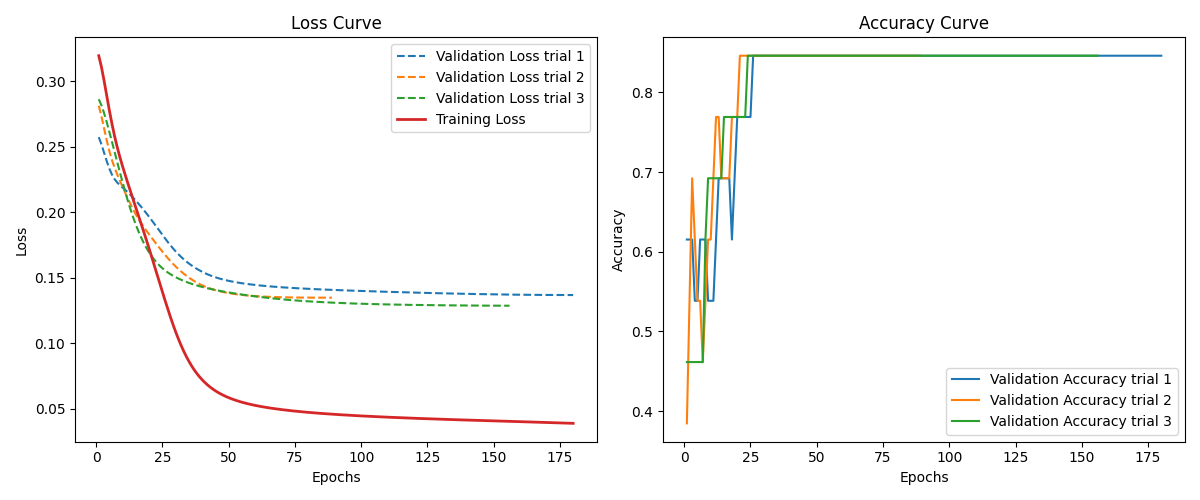 Loss Curve
Validation Loss trial 1
Validation Loss trial 2
Validation Loss trial 3
Training Loss
0.30
0.25
0.20
0.15
0.10
0.05
Loss
0 25 50 75 100 125 150 175
Epochs
Accuracy Curve
0.8
0.7
0.6
0.5
0.4
Accuracy
Validation Accuracy trial 1
Validation Accuracy trial 2
Validation Accuracy trial 3
0 25 50 75 100 125 150 175
Epochs